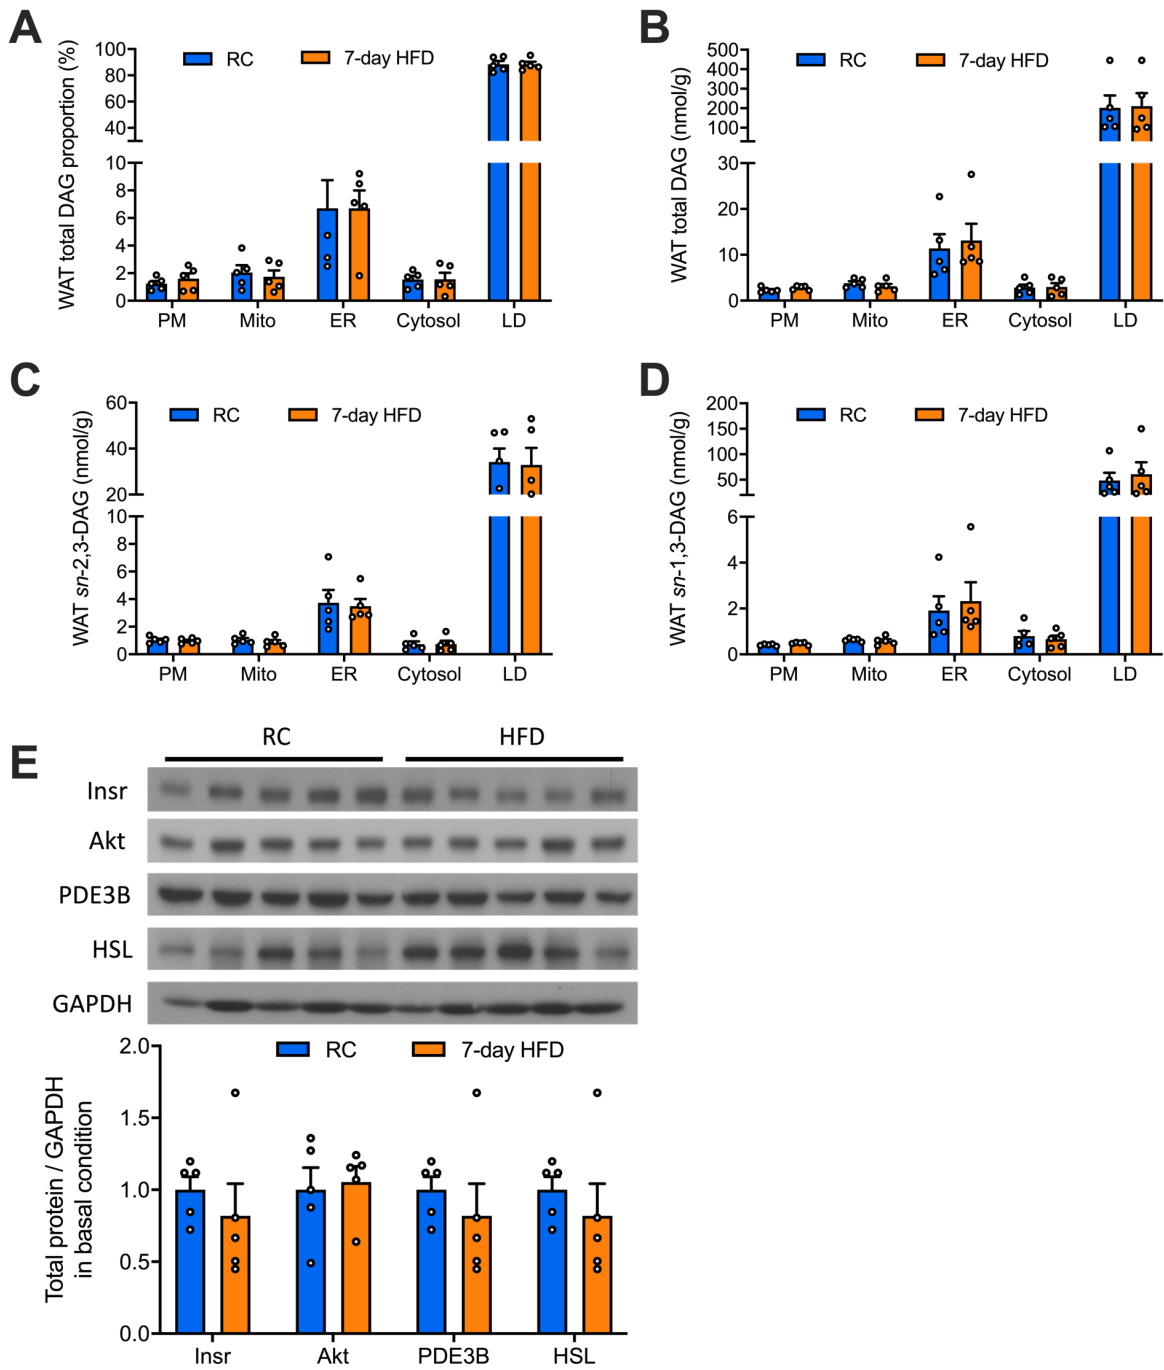 A
WAT total DAG proportion (%)
RC
7-day HFD
100
80
60
40
10
8
6
4
2
0
PM
Mito
ER
Cytosol
LD
B
WAT total DAG (nmol/g)
RC
7-day HFD
500
400
300
200
100
30
20
10
0
PM
Mito
ER
Cytosol
LD
C
WAT sn-2,3-DAG (nmol/g)
RC
7-day HFD
60
40
20
10
8
6
4
2
0
PM
Mito
ER
Cytosol
LD
D
WAT sn-1,3-DAG (nmol/g)
RC
7-day HFD
200
150
100
50
6
4
2
0
PM
Mito
ER
Cytosol
LD
E
RC
HFD
Insr
Akt
PDE3B
HSL
GAPDH
Total protein / GAPDH
in basal condition
RC
7-day HFD
2.0
1.5
1.0
0.5
0.0
Insr
Akt
PDE3B
HSL